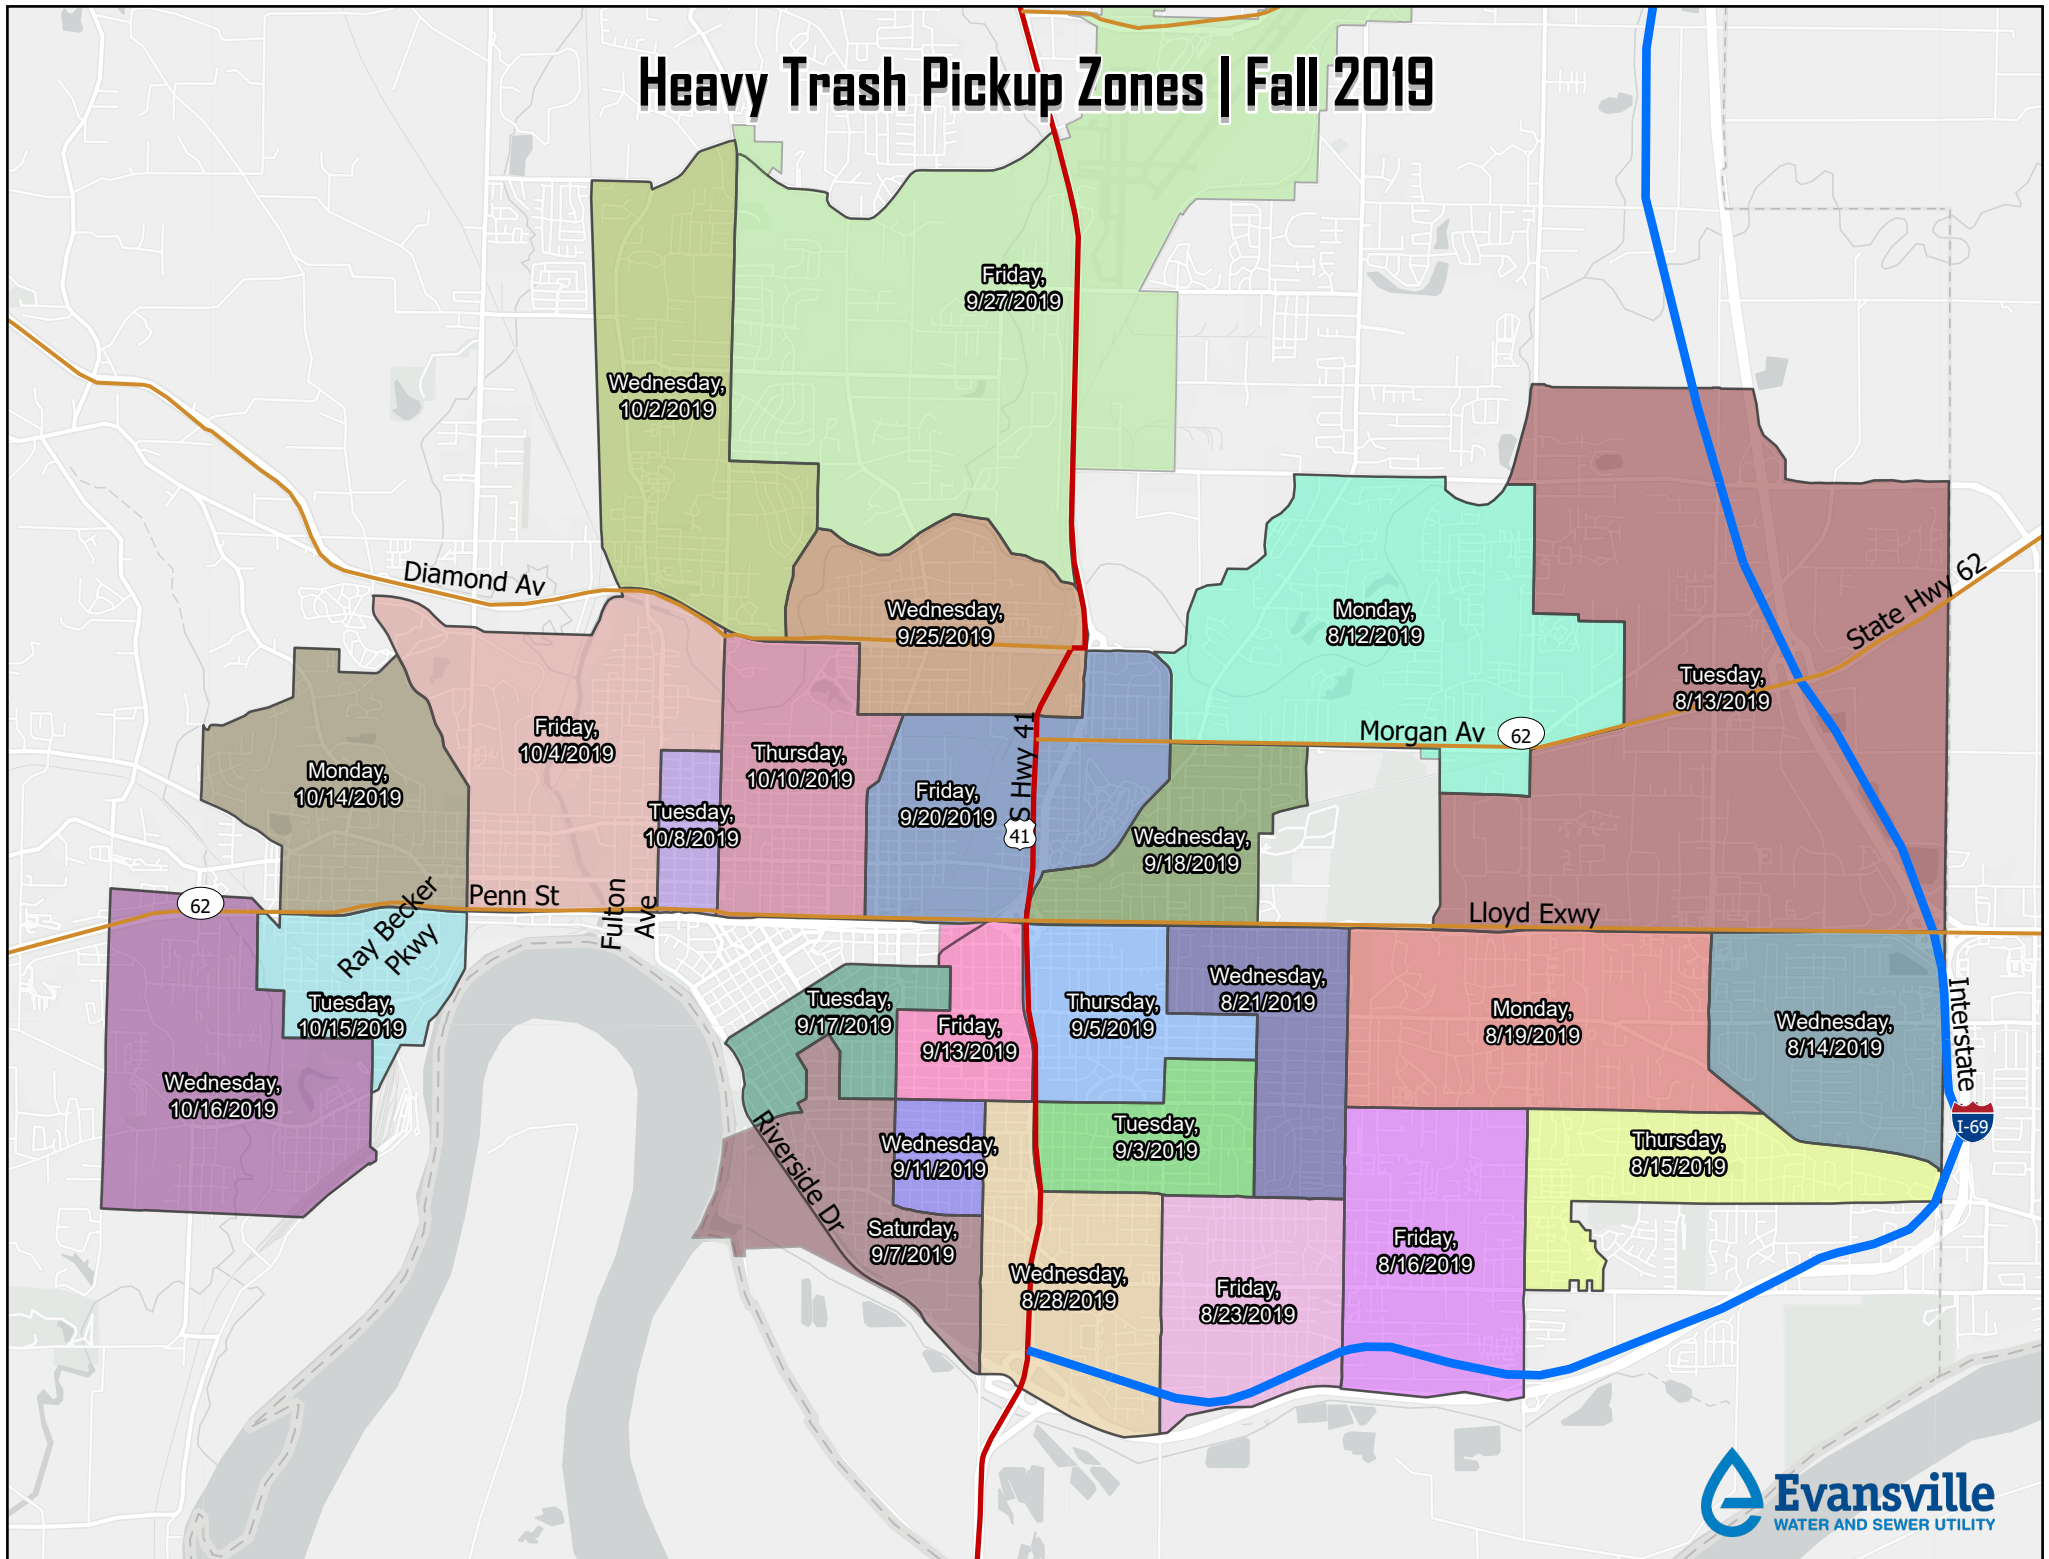 Heavy Trash Pickup Zones | Fall 2019
Friday,
9/27/2019
Wednesday,
10/2/2019
Diamond Av
Wednesday,
9/25/2019
Monday,
8/12/2019
State Hwy 62
Tuesday,
8/13/2019
Morgan Av
62
Friday,
10/4/2019
Thursday,
10/10/2019
Monday,
10/14/2019
Tuesday,
10/8/2019
Friday,
9/20/2019
S Hwy 41
41
Wednesday,
9/18/2019
62
Ray Becker
Pkwy
Penn St
Fulton
Ave
Lloyd Exwy
Tuesday,
10/15/2019
Wednesday,
10/16/2019
Tuesday,
9/17/2019
Friday,
9/13/2019
Thursday,
9/5/2019
Wednesday,
8/21/2019
Monday,
8/19/2019
Wednesday,
8/14/2019
Interstate
I-69
Riverside Dr
Wednesday,
9/11/2019
Tuesday,
9/3/2019
Thursday,
8/15/2019
Saturday,
9/7/2019
Wednesday,
8/28/2019
Friday,
8/23/2019
Friday,
8/16/2019
Evansville
WATER AND SEWER UTILITY